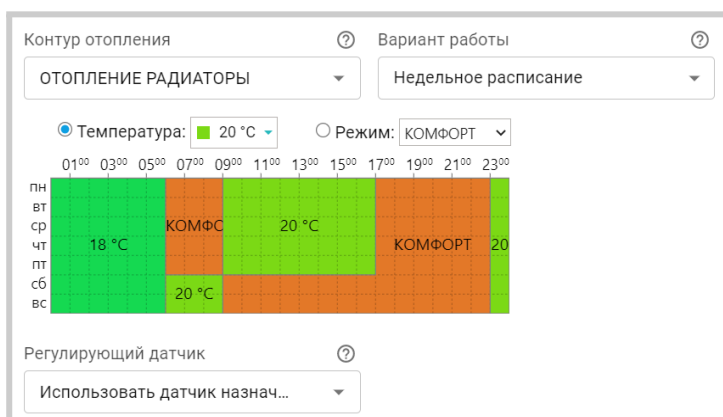 Контур отопления
Вариант работы
ОТОПЛЕНИЕ РАДИАТОРЫ
Недельное расписание
Температура: 20 °C
Режим: КОМФОРТ
01⁰⁰ 03⁰⁰ 05⁰⁰ 07⁰⁰ 09⁰⁰ 11⁰⁰ 13⁰⁰ 15⁰⁰ 17⁰⁰ 19⁰⁰ 21⁰⁰ 23⁰⁰
пн
вт
ср КОМФО 20 °C
чт 18 °C КОМФОРТ 20
пт
сб
20 °C
вс
Регулирующий датчик
Использовать датчик назнач...